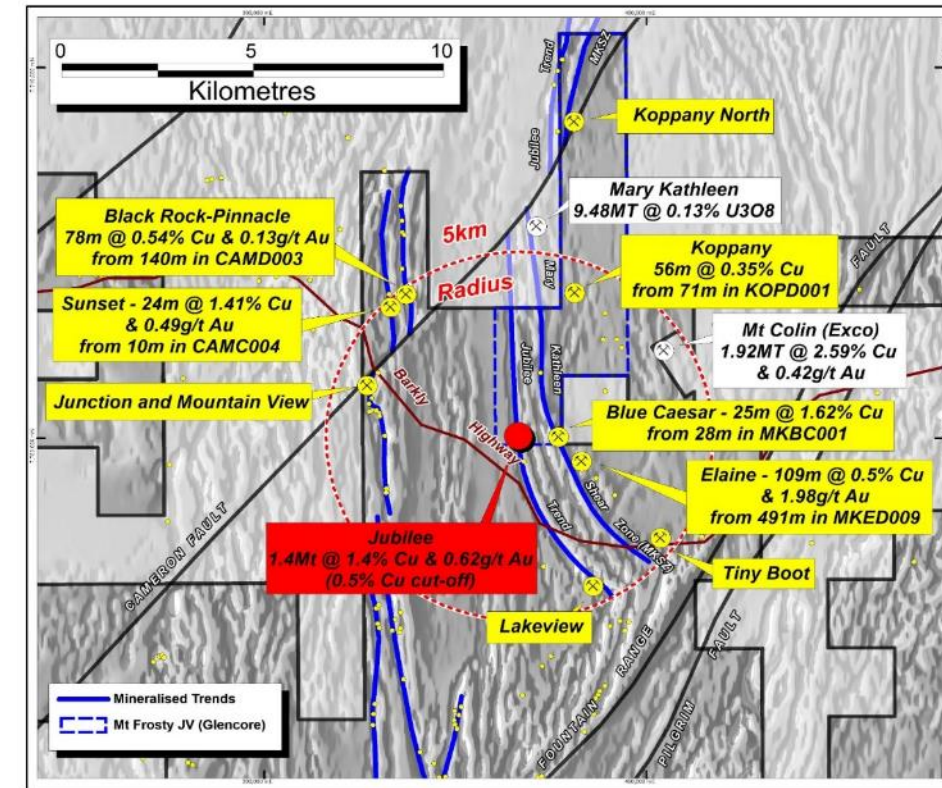 0 5 10
Kilometres
Trend
MKSZ
Jubilee
Koppany North
Mary Kathleen
9.48MT @ 0.13% U3O8
Black Rock-Pinnacle
78m @ 0.54% Cu & 0.13g/t Au
from 140m in CAMD003
5km
Radius
Mary
Koppany
56m @ 0.35% Cu
from 71m in KOPD001
FAULT
Sunset - 24m @ 1.41% Cu
& 0.49g/t Au
from 10m in CAMC004
Mt Colin (Exco)
1.92MT @ 2.59% Cu
& 0.42g/t Au
Jubilee
Kathleen
Junction and Mountain View
Barkly
Highway
Blue Caesar - 25m @ 1.62% Cu
from 28m in MKBC001
Elaine - 109m @ 0.5% Cu
& 1.98g/t Au
from 491m in MKED009
Shear
Zone (MKSZ)
Trend
Jubilee
1.4Mt @ 1.4% Cu & 0.62g/t Au
(0.5% Cu cut-off)
Tiny Boot
Lakeview
CAMERON FAULT
FOUNTAIN RANGE
PILGRIM FAULT
Mineralised Trends
Mt Frosty JV (Glencore)